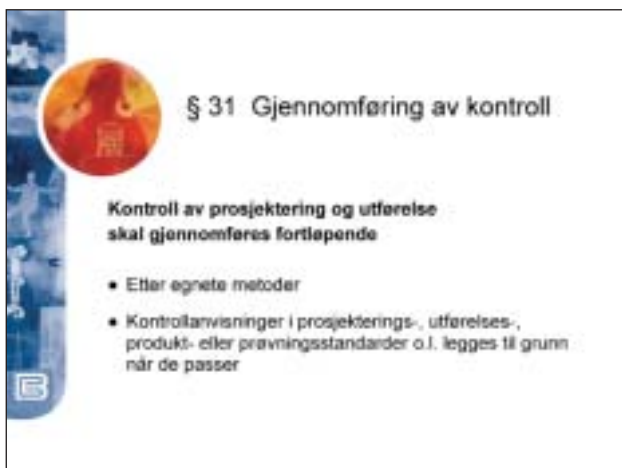 § 31 Gjennomføring av kontroll
Kontroll av prosjektering og utførelse
skal gjennomføres fortløpende
• Etter egnete metoder
• Kontrollanvisninger i prosjekterings-, utførelses-,
produkt- eller prøvningsstandarder o.l. legges til grunn
når de passer